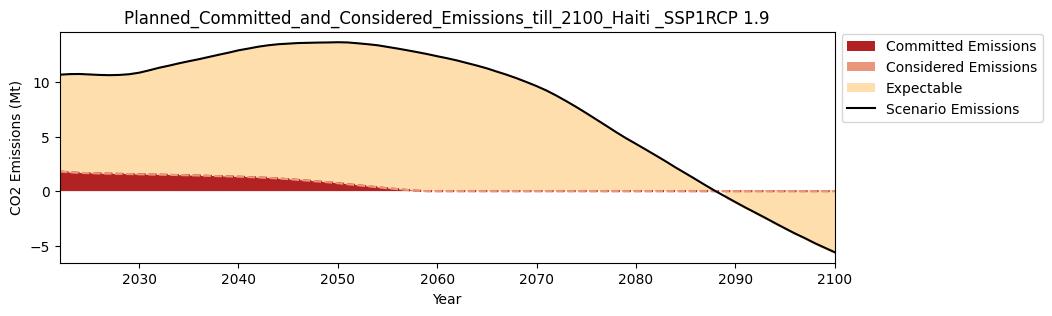 Planned_Committed_and_Considered_Emissions_till_2100_Haiti _SSP1RCP 1.9
Committed Emissions
Considered Emissions
Expectable
Scenario Emissions
CO2 Emissions (Mt)
10
5
0
−5
2030 2040 2050 2060 2070 2080 2090 2100
Year